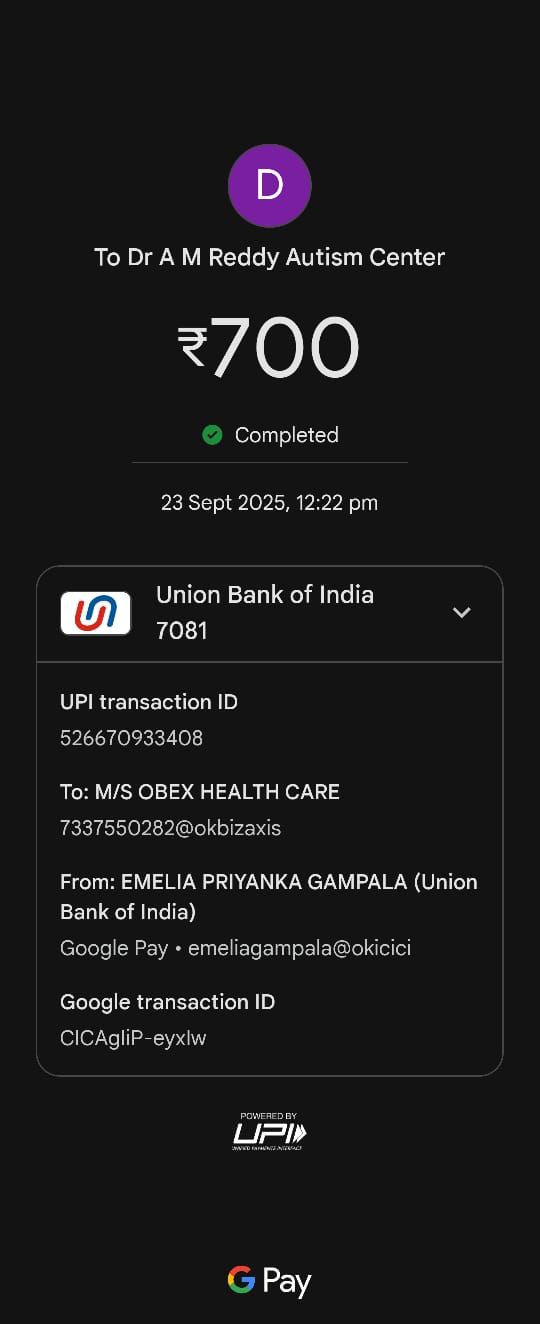 D
To Dr A M Reddy Autism Center
₹700
Completed
23 Sept 2025, 12:22 pm
Union Bank of India
7081
UPI transaction ID
526670933408
To: M/S OBEX HEALTH CARE
7337550282@okbizaxis
From: EMELIA PRIYANKA GAMPALA (Union
Bank of India)
Google Pay • emeliagampala@okicici
Google transaction ID
CICAgIiP-eyxIw
POWERED BY
UPI
UNIFIED PAYMENTS INTERFACE
G Pay